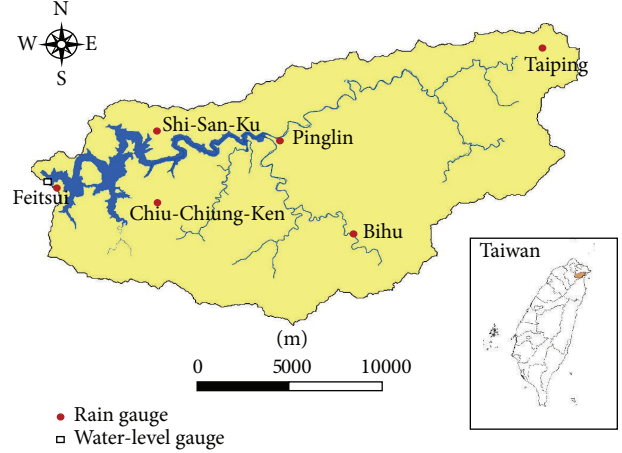 N
W E
S
Taiping
Shi-San-Ku
Pinglin
Feitsui
Chiu-Chiung-Ken
Bihu
Taiwan
(m)
0 5000 10000
Rain gauge
Water-level gauge